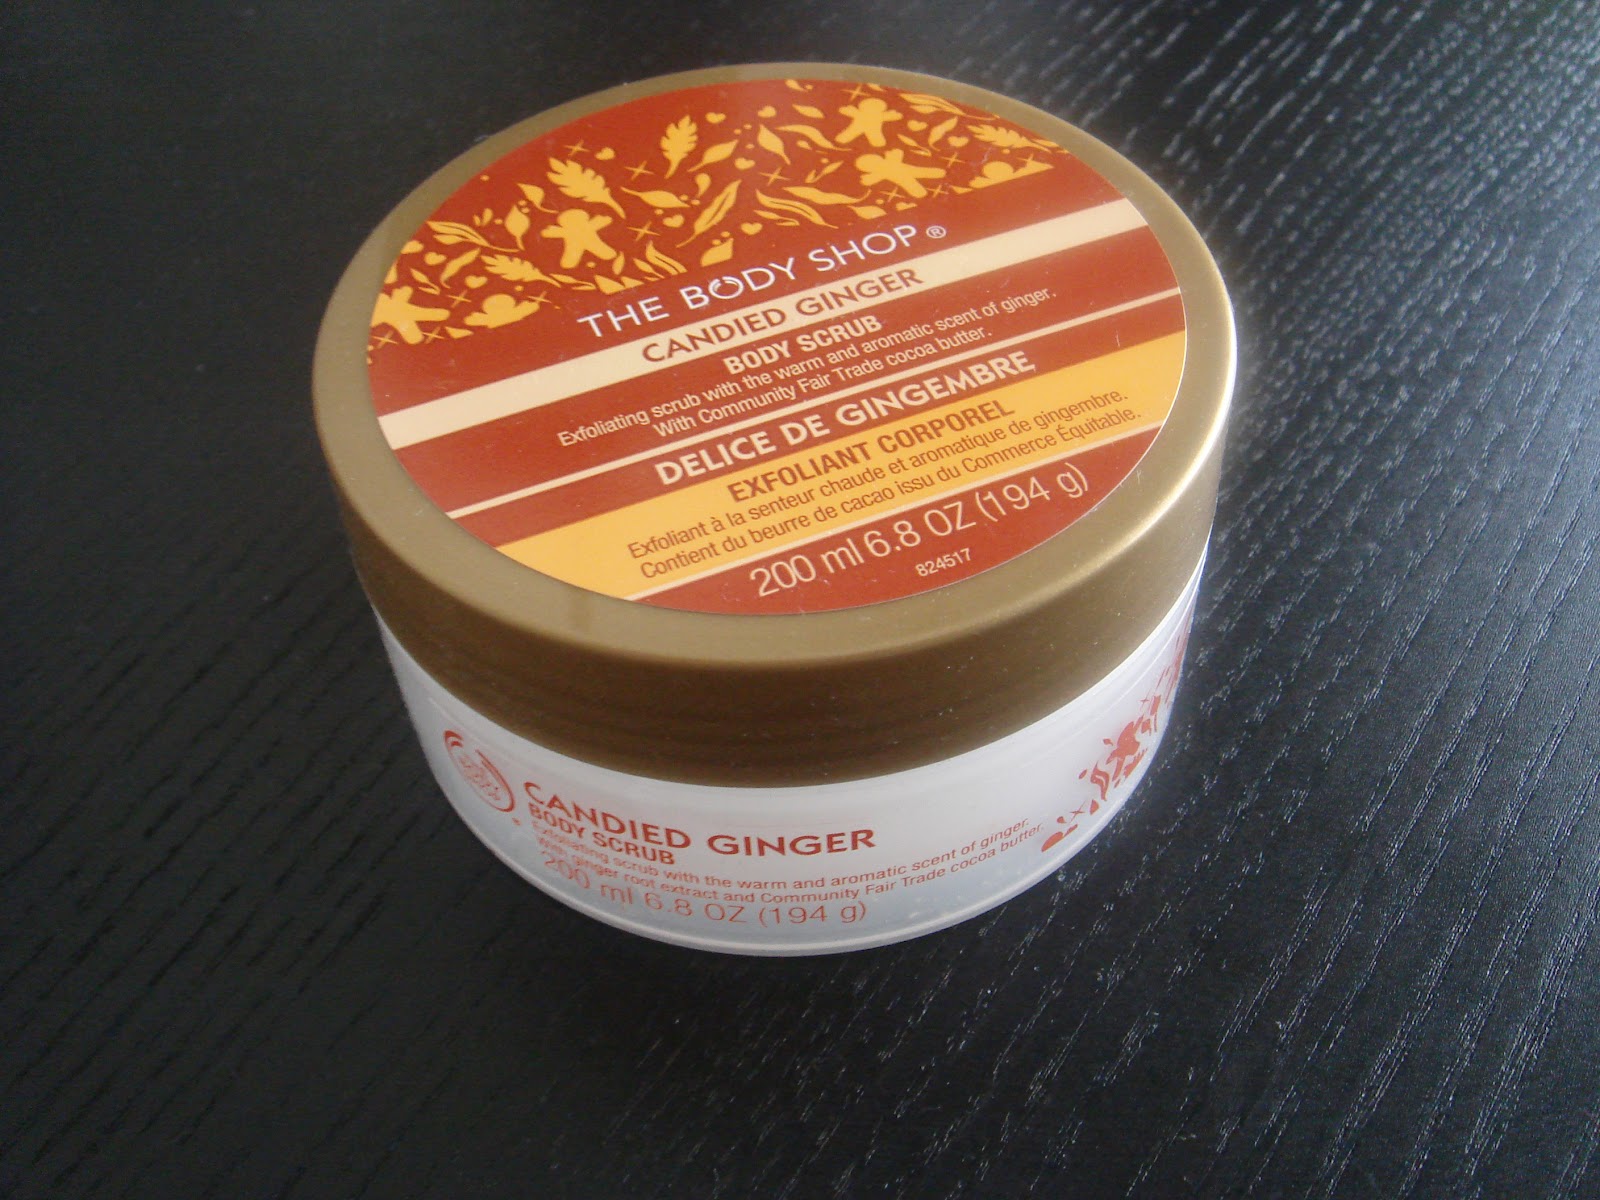 THE BODY SHOP®
CANDIED GINGER
BODY SCRUB
Exfoliating scrub with the warm and aromatic scent of ginger.
With Community Fair Trade cocoa butter.
DELICE DE GINGEMBRE
EXFOLIANT CORPOREL
Exfoliant à la senteur chaude et aromatique de gingembre.
Contient du beurre de cacao issu du Commerce Équitable.
200 ml 6.8 OZ (194 g)
824517
CANDIED GINGER
BODY SCRUB
Exfoliating scrub with the warm and aromatic scent of ginger.
With ginger root extract and Community Fair Trade cocoa butter.
200 ml 6.8 OZ (194 g)